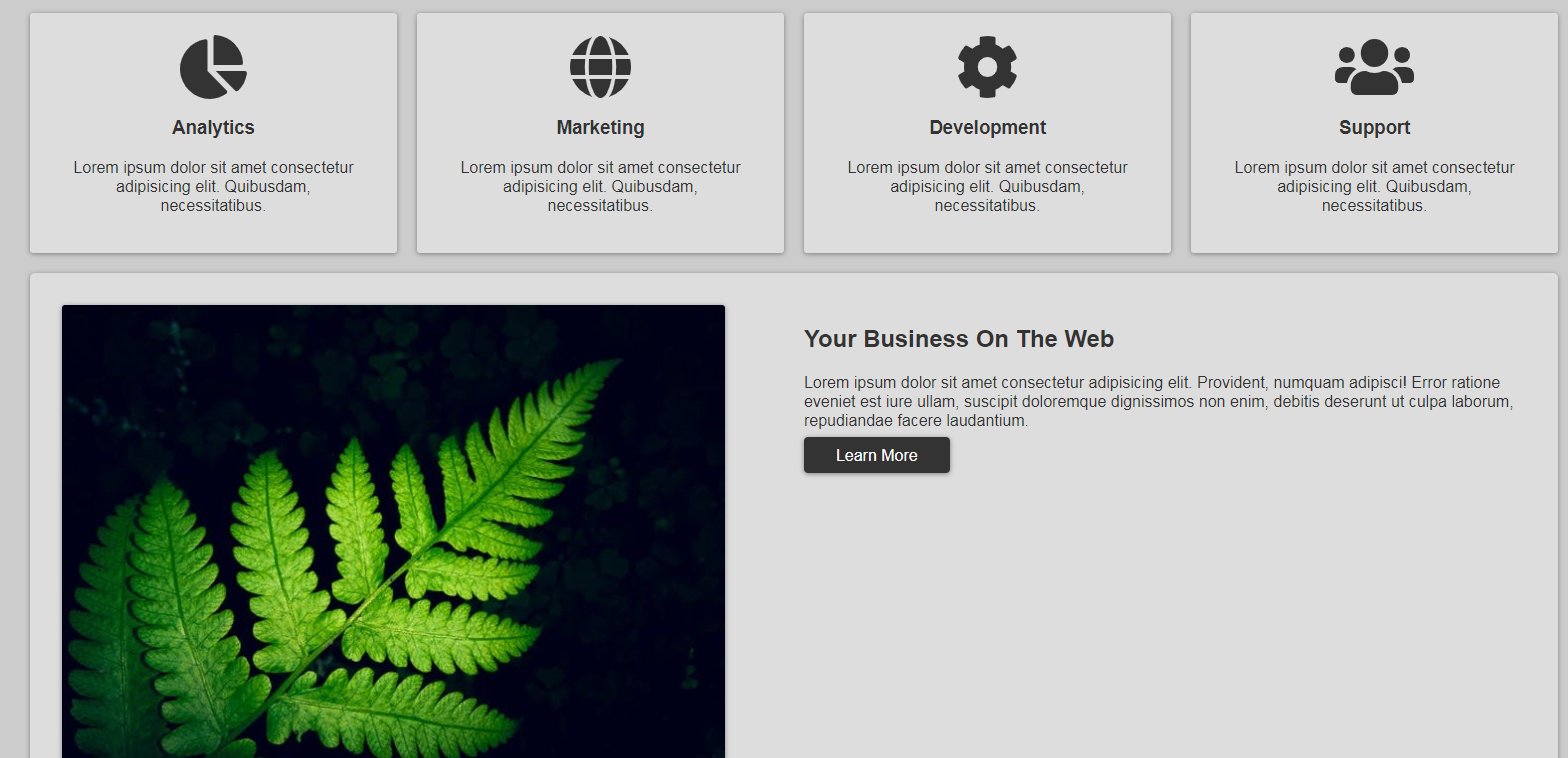 Analytics
Lorem ipsum dolor sit amet consectetur
adipisicing elit. Quibusdam,
necessitatibus.
Marketing
Lorem ipsum dolor sit amet consectetur
adipisicing elit. Quibusdam,
necessitatibus.
Development
Lorem ipsum dolor sit amet consectetur
adipisicing elit. Quibusdam,
necessitatibus.
Support
Lorem ipsum dolor sit amet consectetur
adipisicing elit. Quibusdam,
necessitatibus.
Your Business On The Web
Lorem ipsum dolor sit amet consectetur adipisicing elit. Provident, numquam adipisci! Error ratione
eveniet est iure ullam, suscipit doloremque dignissimos non enim, debitis deserunt ut culpa laborum,
repudiandae facere laudantium.
Learn More